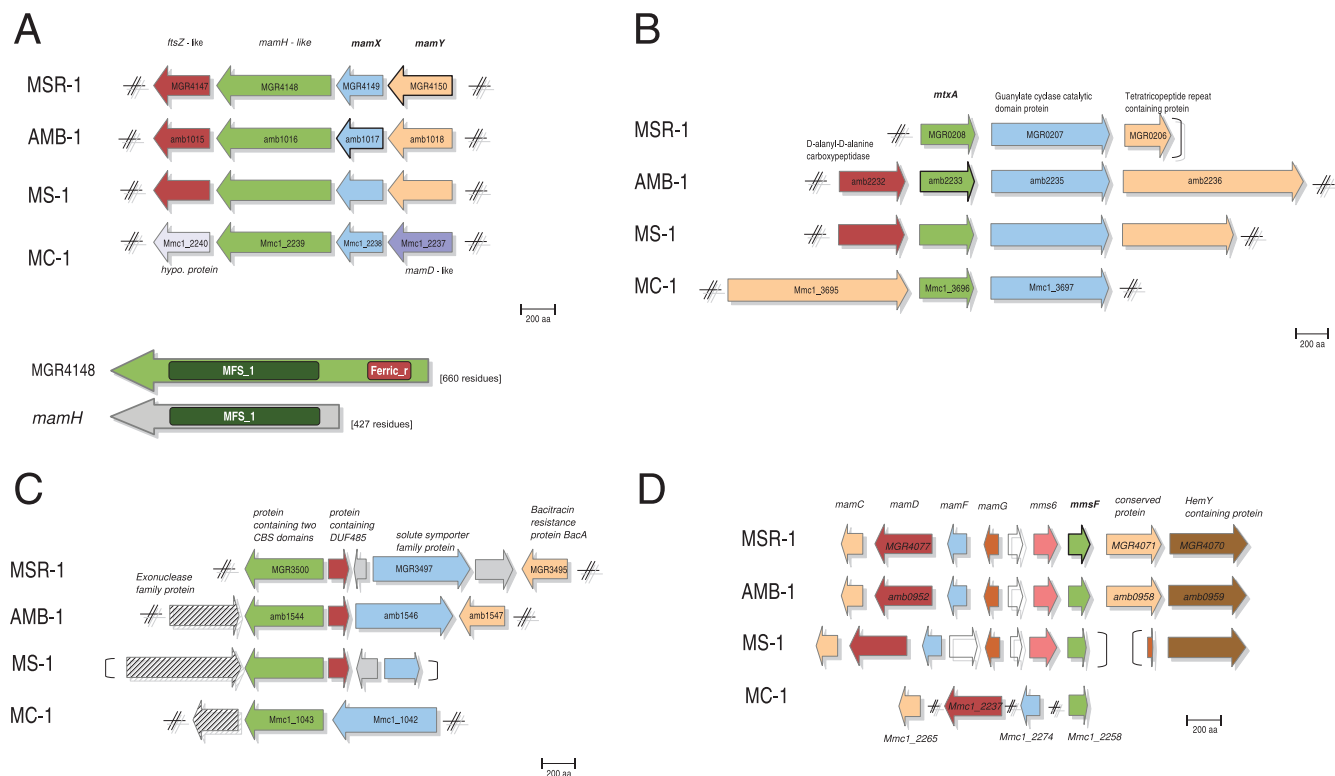 A
ftsZ - like mamH - like mamX mamY
MSR-1 MGR4147 MGR4148 MGR4149 MGR4150
AMB-1 amb1015 amb1016 amb1017 amb1018
MS-1
MC-1 Mmc1_2240 Mmc1_2239 Mmc1_2238 Mmc1_2237
hypo. protein mamD - like
200 aa
MGR4148 MFS_1 Ferric_r [660 residues]
mamH MFS_1 [427 residues]
B
mtxA Guanylate cyclase catalytic
domain protein
Tetratricopeptide repeat
containing protein
MSR-1 MGR0208 MGR0207 MGR0206
D-alanyl-D-alanine
carboxypeptidase
AMB-1 amb2232 amb2233 amb2235 amb2236
MS-1
MC-1 Mmc1_3695 Mmc1_3696 Mmc1_3697
200 aa
C
protein
containing two
CBS domains
protein
containing
DUF485
solute symporter
family protein
Bacitracin
resistance
protein BacA
MSR-1 MGR3500 MGR3497 MGR3495
Exonuclease
family protein
AMB-1 amb1544 amb1546 amb1547
MS-1
MC-1 Mmc1_1043 Mmc1_1042
200 aa
D
mamC mamD mamF mamG mms6 mmsF conserved
protein
HemY
containing protein
MSR-1 MGR4077 MGR4071 MGR4070
AMB-1 amb0952 amb0958 amb0959
MS-1
MC-1 Mmc1_2237
Mmc1_2265 Mmc1_2274 Mmc1_2258
200 aa